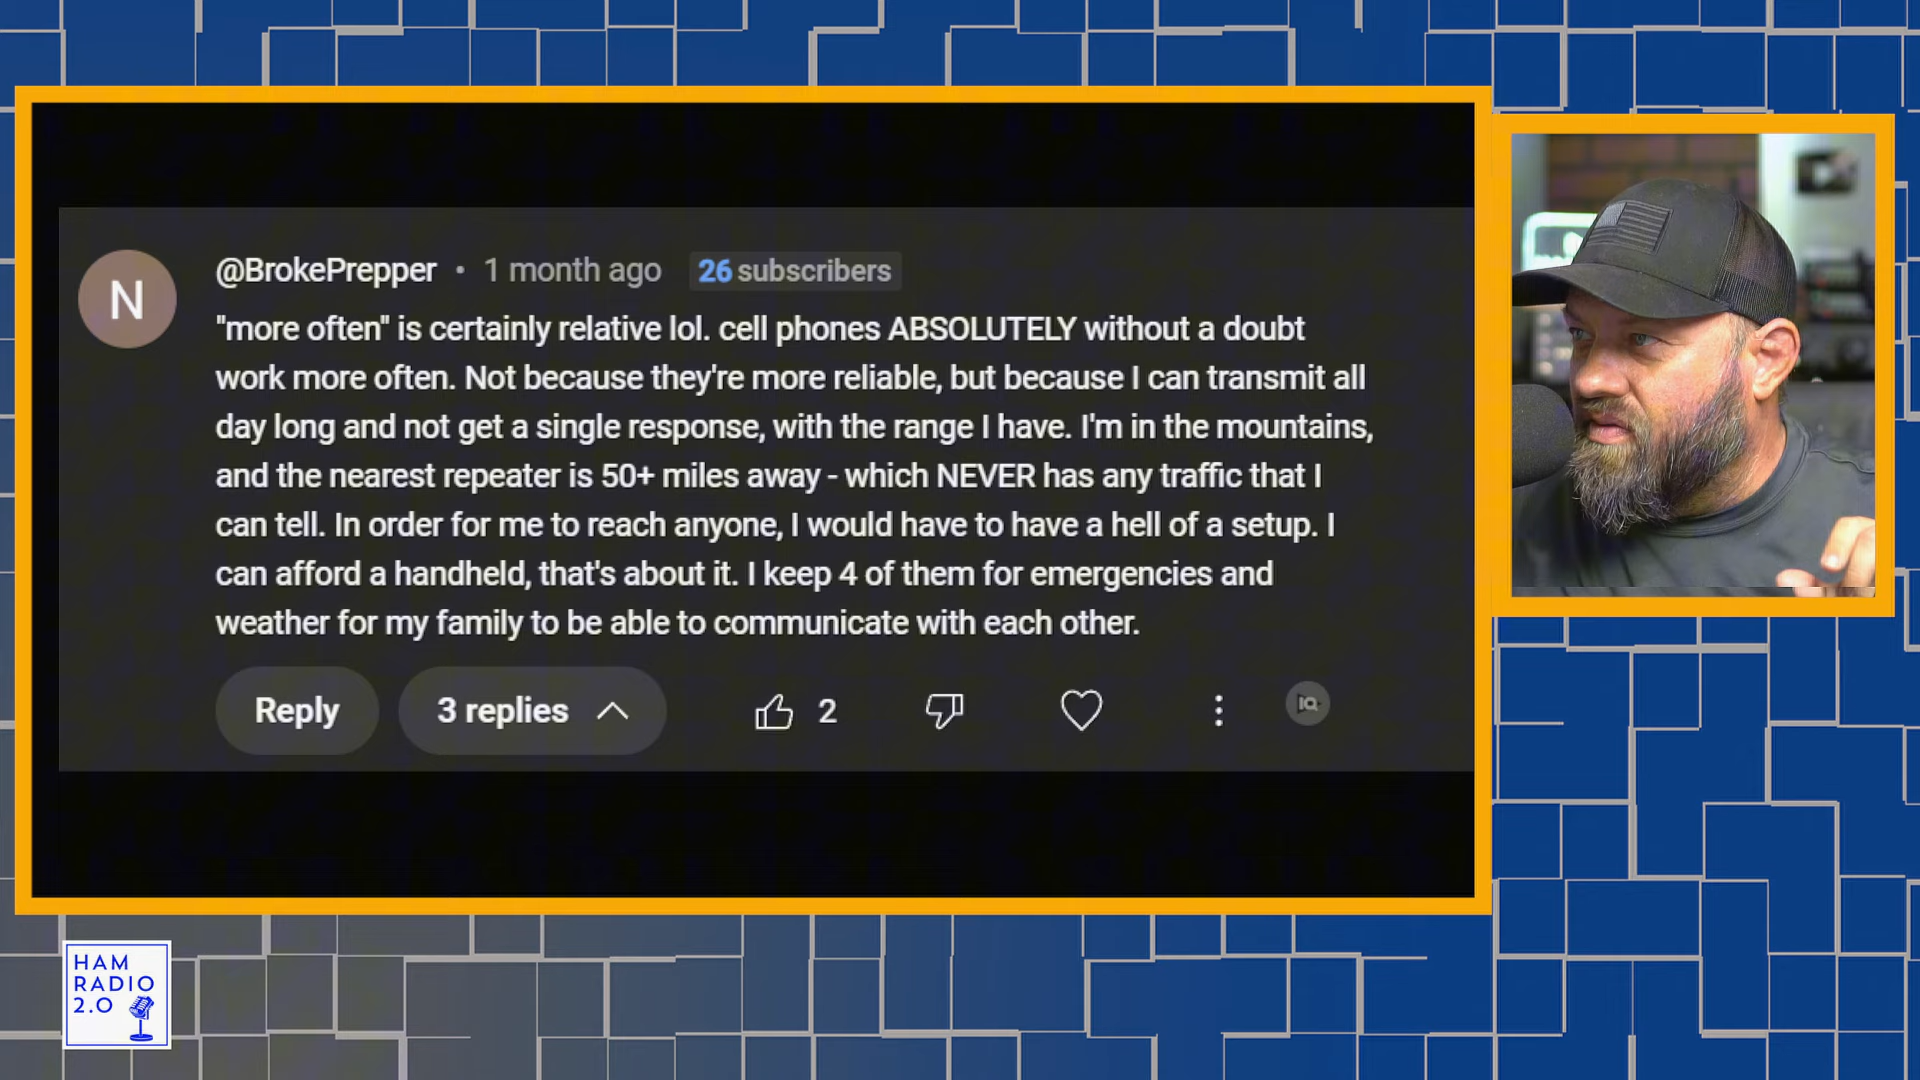 N
@BrokePrepper • 1 month ago 26 subscribers
"more often" is certainly relative lol. cell phones ABSOLUTELY without a doubt
work more often. Not because they're more reliable, but because I can transmit all
day long and not get a single response, with the range I have. I'm in the mountains,
and the nearest repeater is 50+ miles away - which NEVER has any traffic that I
can tell. In order for me to reach anyone, I would have to have a hell of a setup. I
can afford a handheld, that's about it. I keep 4 of them for emergencies and
weather for my family to be able to communicate with each other.
Reply 3 replies 2 IQ
HAM
RADIO
2.0